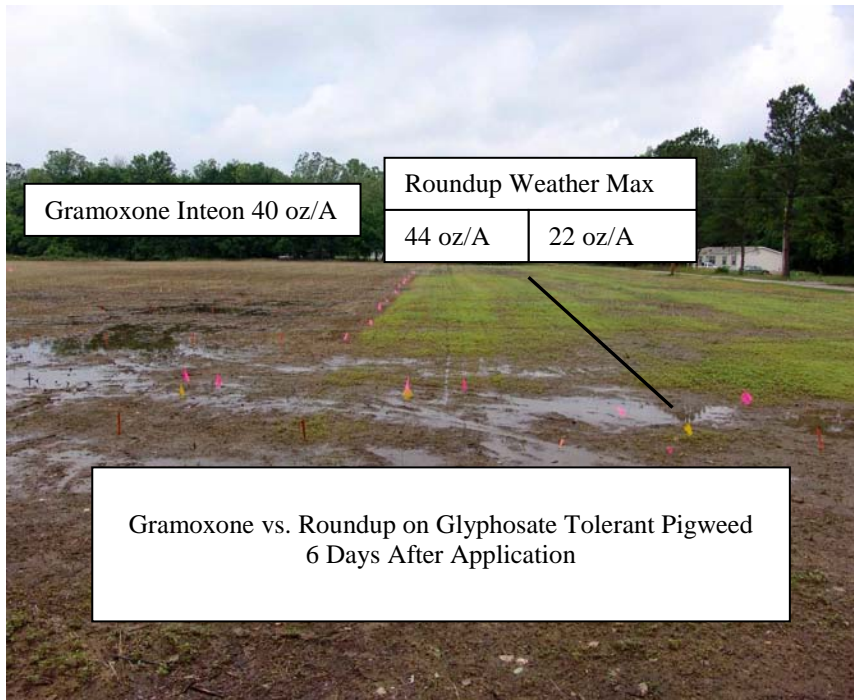 Gramoxone Inteon 40 oz/A
Roundup Weather Max
44 oz/A 22 oz/A
Gramoxone vs. Roundup on Glyphosate Tolerant Pigweed
6 Days After Application